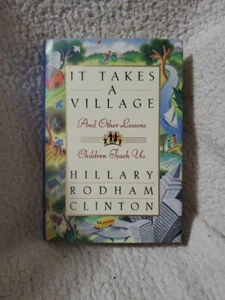 IT TAKES
A
VILLAGE
And Other Lessons
Children Teach Us
HILLARY
RODHAM
CLINTON